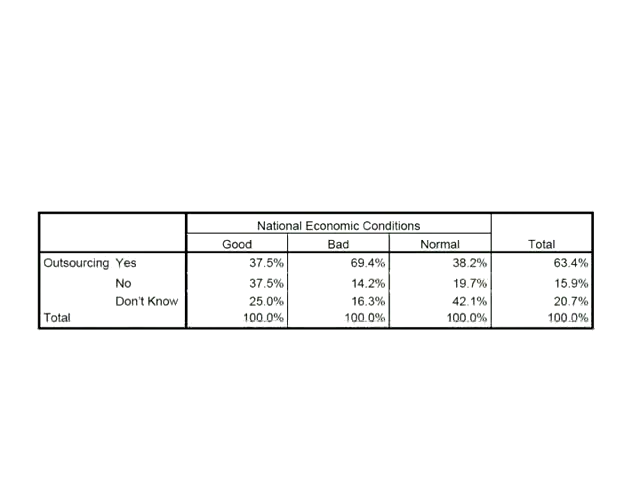 National Economic Conditions
Good Bad Normal Total
Outsourcing Yes 37.5% 69.4% 38.2% 63.4%
No 37.5% 14.2% 19.7% 15.9%
Don't Know 25.0% 16.3% 42.1% 20.7%
Total 100.0% 100.0% 100.0% 100.0%